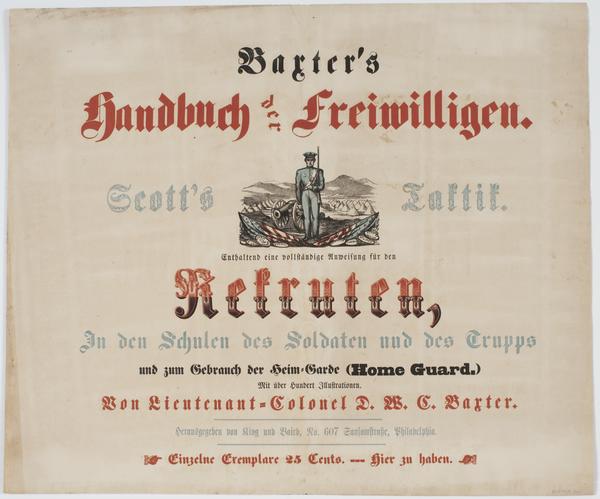 Baxter's
Handbuch der Freiwilligen.
Scott's Taktik.
Enthaltend eine vollständige Anweisung für den
Rekruten,
In den Schulen des Soldaten und des Trupps
und zum Gebrauch der Heim-Garde (Home Guard.)
Mit über Hundert Illustrationen.
Von Lieutenant-Colonel D. W. C. Baxter.
Herausgegeben von King und Baird, No. 607 Sansomstraße, Philadelphia.
Einzelne Exemplare 25 Cents. — Hier zu haben.